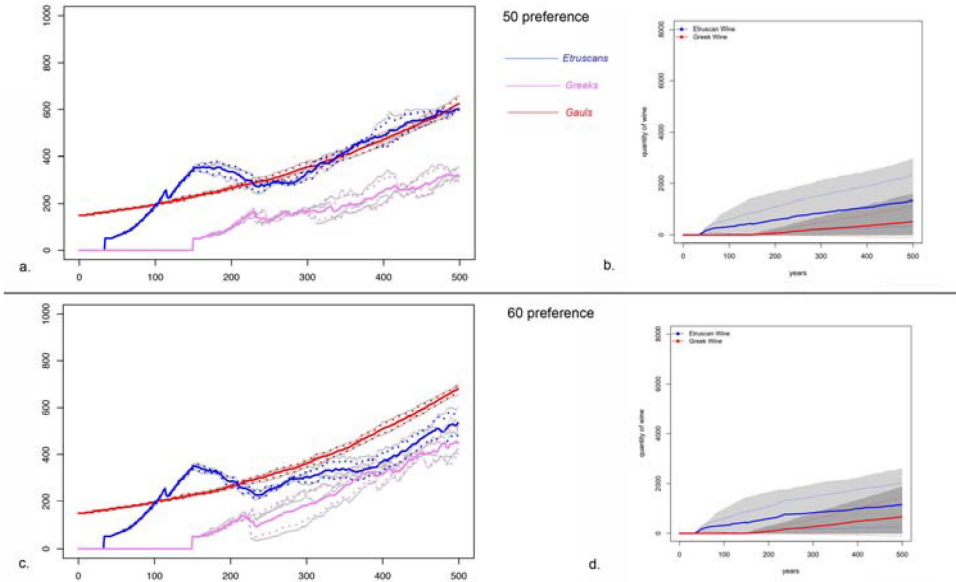 50 preference
Etruscans
Greeks
Gauls
1000
800
600
400
200
0
0 100 200 300 400 500
a.
Etruscan Wine
Greek Wine
8000
6000
4000
2000
0
quantity of wine
0 100 200 300 400 500
years
b.
60 preference
1000
800
600
400
200
0
0 100 200 300 400 500
c.
Etruscan Wine
Greek Wine
8000
6000
4000
2000
0
quantity of wine
0 100 200 300 400 500
years
d.